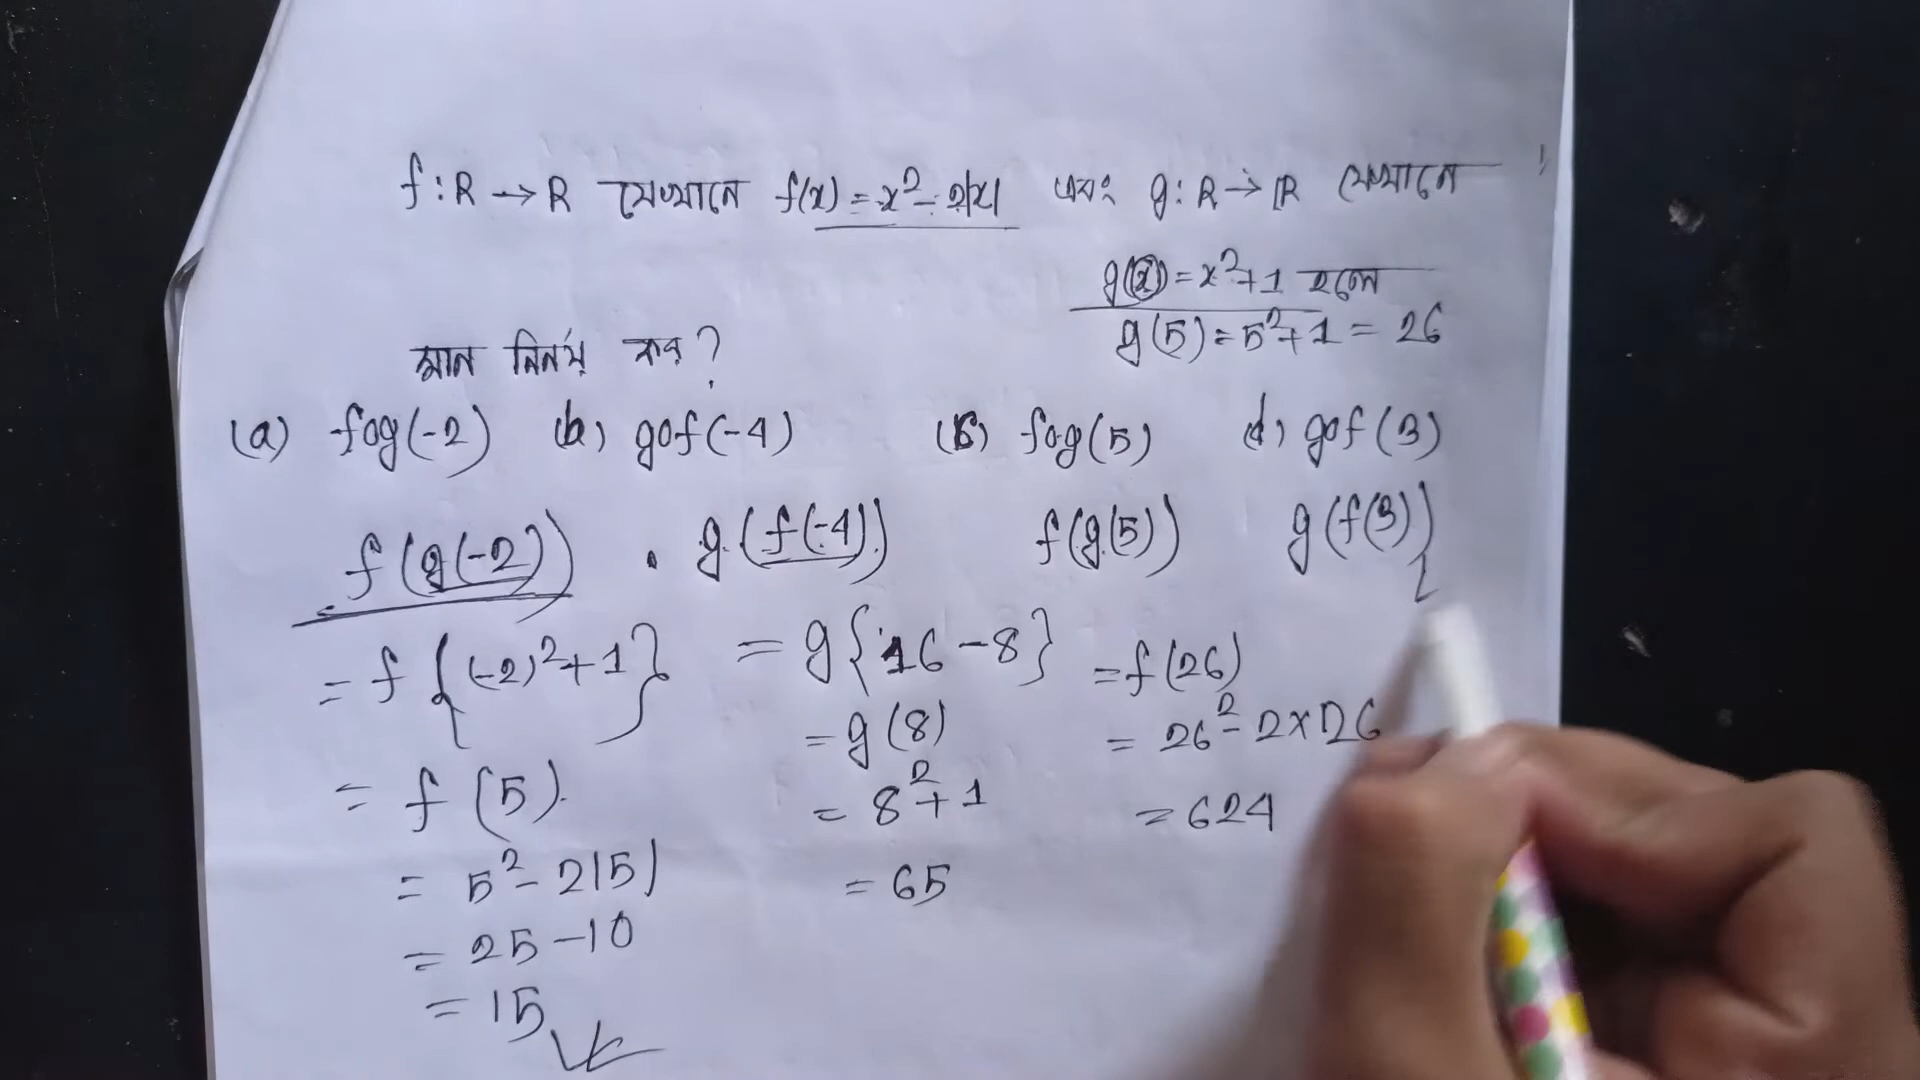 f : R → R যেখানে f(x) = x² - 2|x| এবং g : R → R যেখানে
g(x) = x² + 1 হলে
g(5) = 5² + 1 = 26
মান নির্নয় কর ?
(a) fog(-2) (b) gof(-4) (c) fog(5) (d) gof(3)
f(g(-2)) g(f(-4)) f(g(5)) g(f(3))
= f{(-2)² + 1} = g{16 - 8} = f(26)
= f(5) = g(8) = 26² - 2 × 26
= 5² - 2|5| = 8² + 1 = 624
= 25 - 10 = 65
= 15